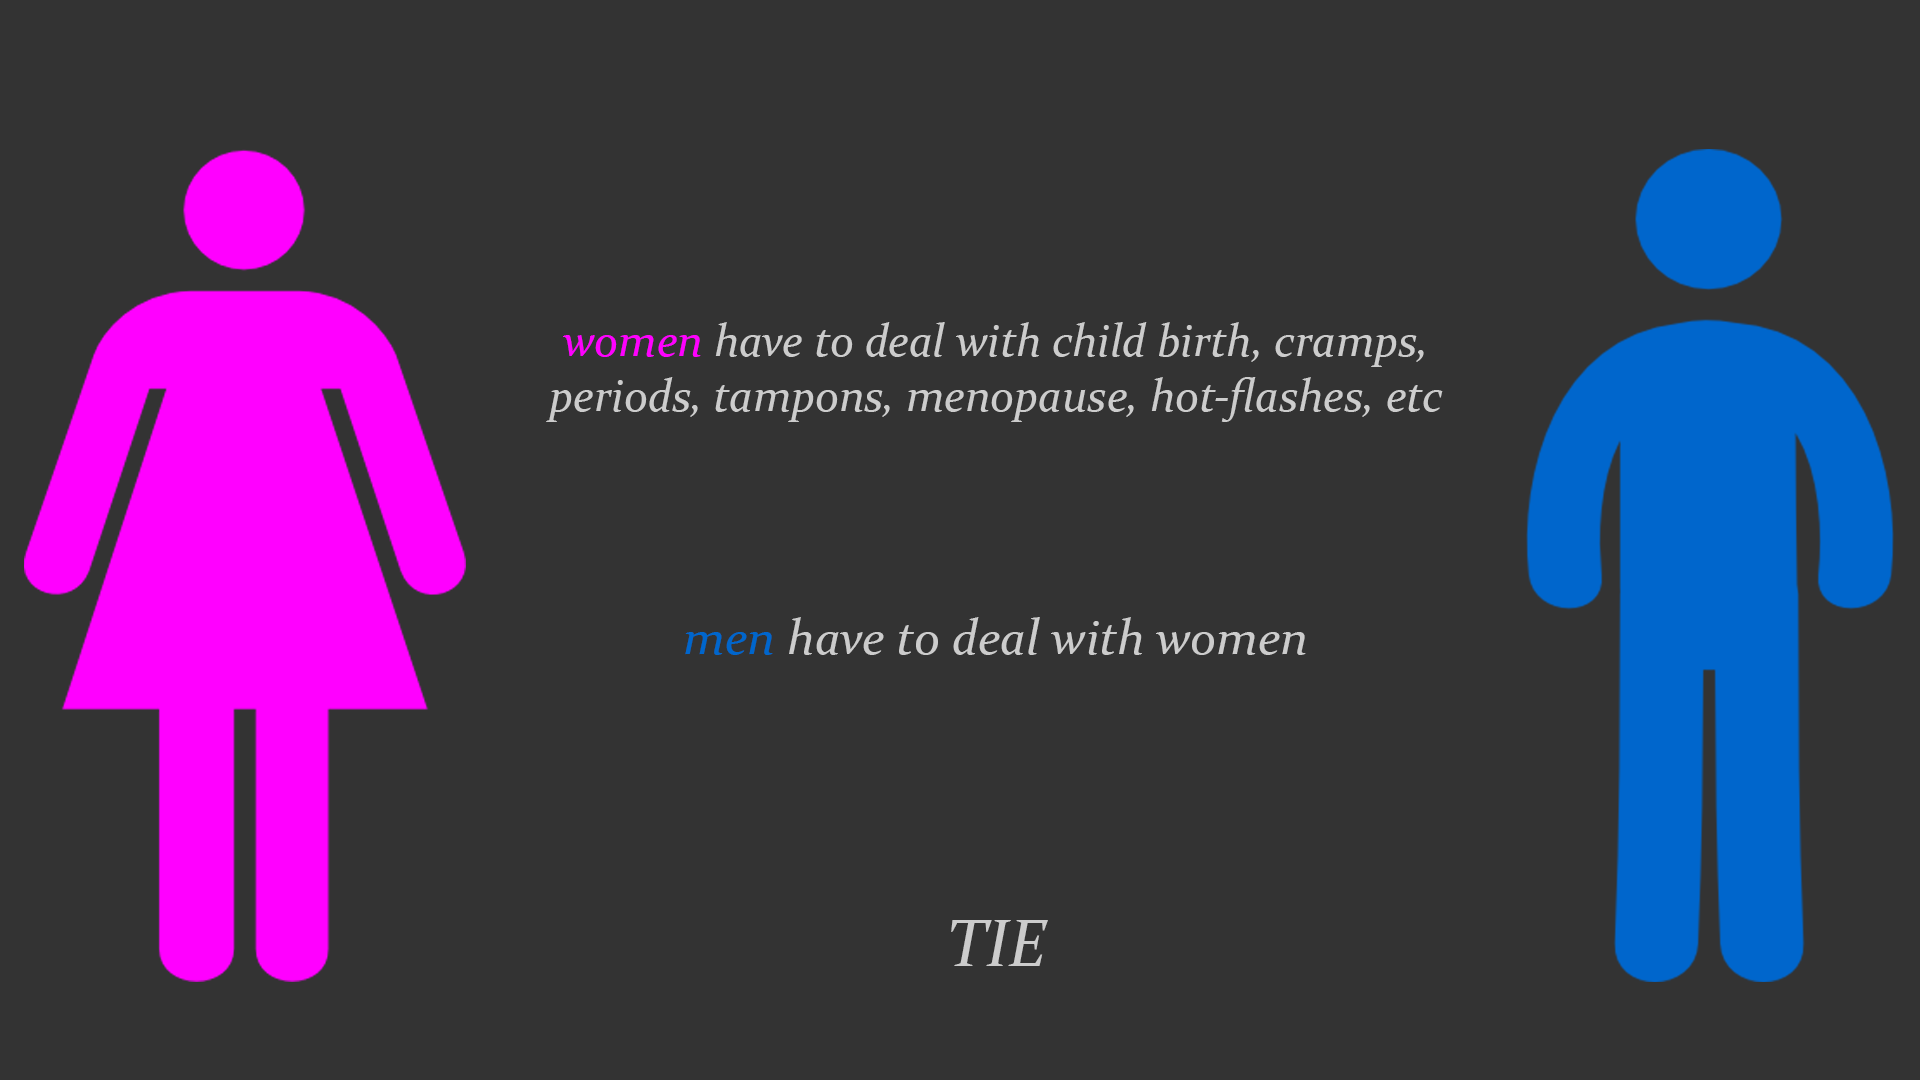 women have to deal with child birth, cramps,
periods, tampons, menopause, hot-flashes, etc
men have to deal with women
TIE